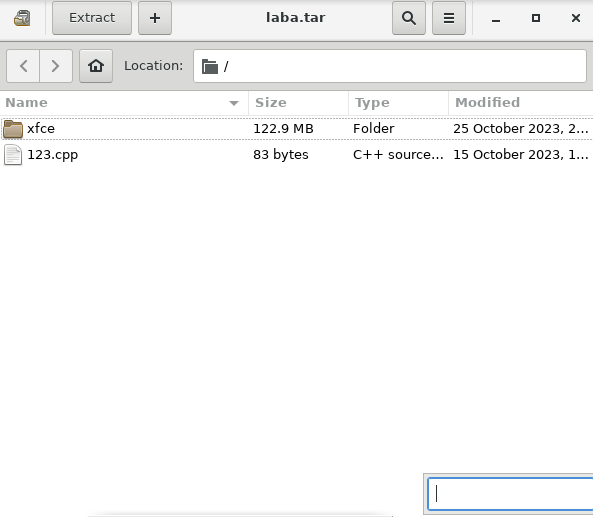 Extract
laba.tar
Location:
/
Name Size Type Modified
xfce 122.9 MB Folder 25 October 2023, 2...
123.cpp 83 bytes C++ source... 15 October 2023, 1...